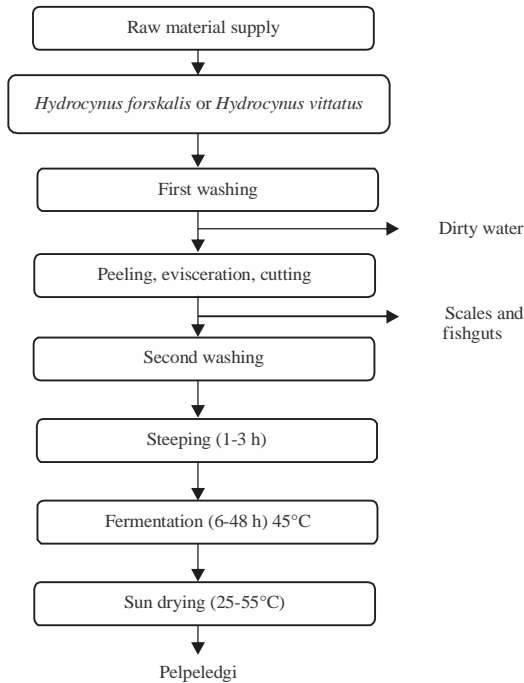 Raw material supply
Hydrocynus forskalis or Hydrocynus vittatus
First washing
Dirty water
Peeling, evisceration, cutting
Scales and
fishguts
Second washing
Steeping (1-3 h)
Fermentation (6-48 h) 45°C
Sun drying (25-55°C)
Pelpeledgi